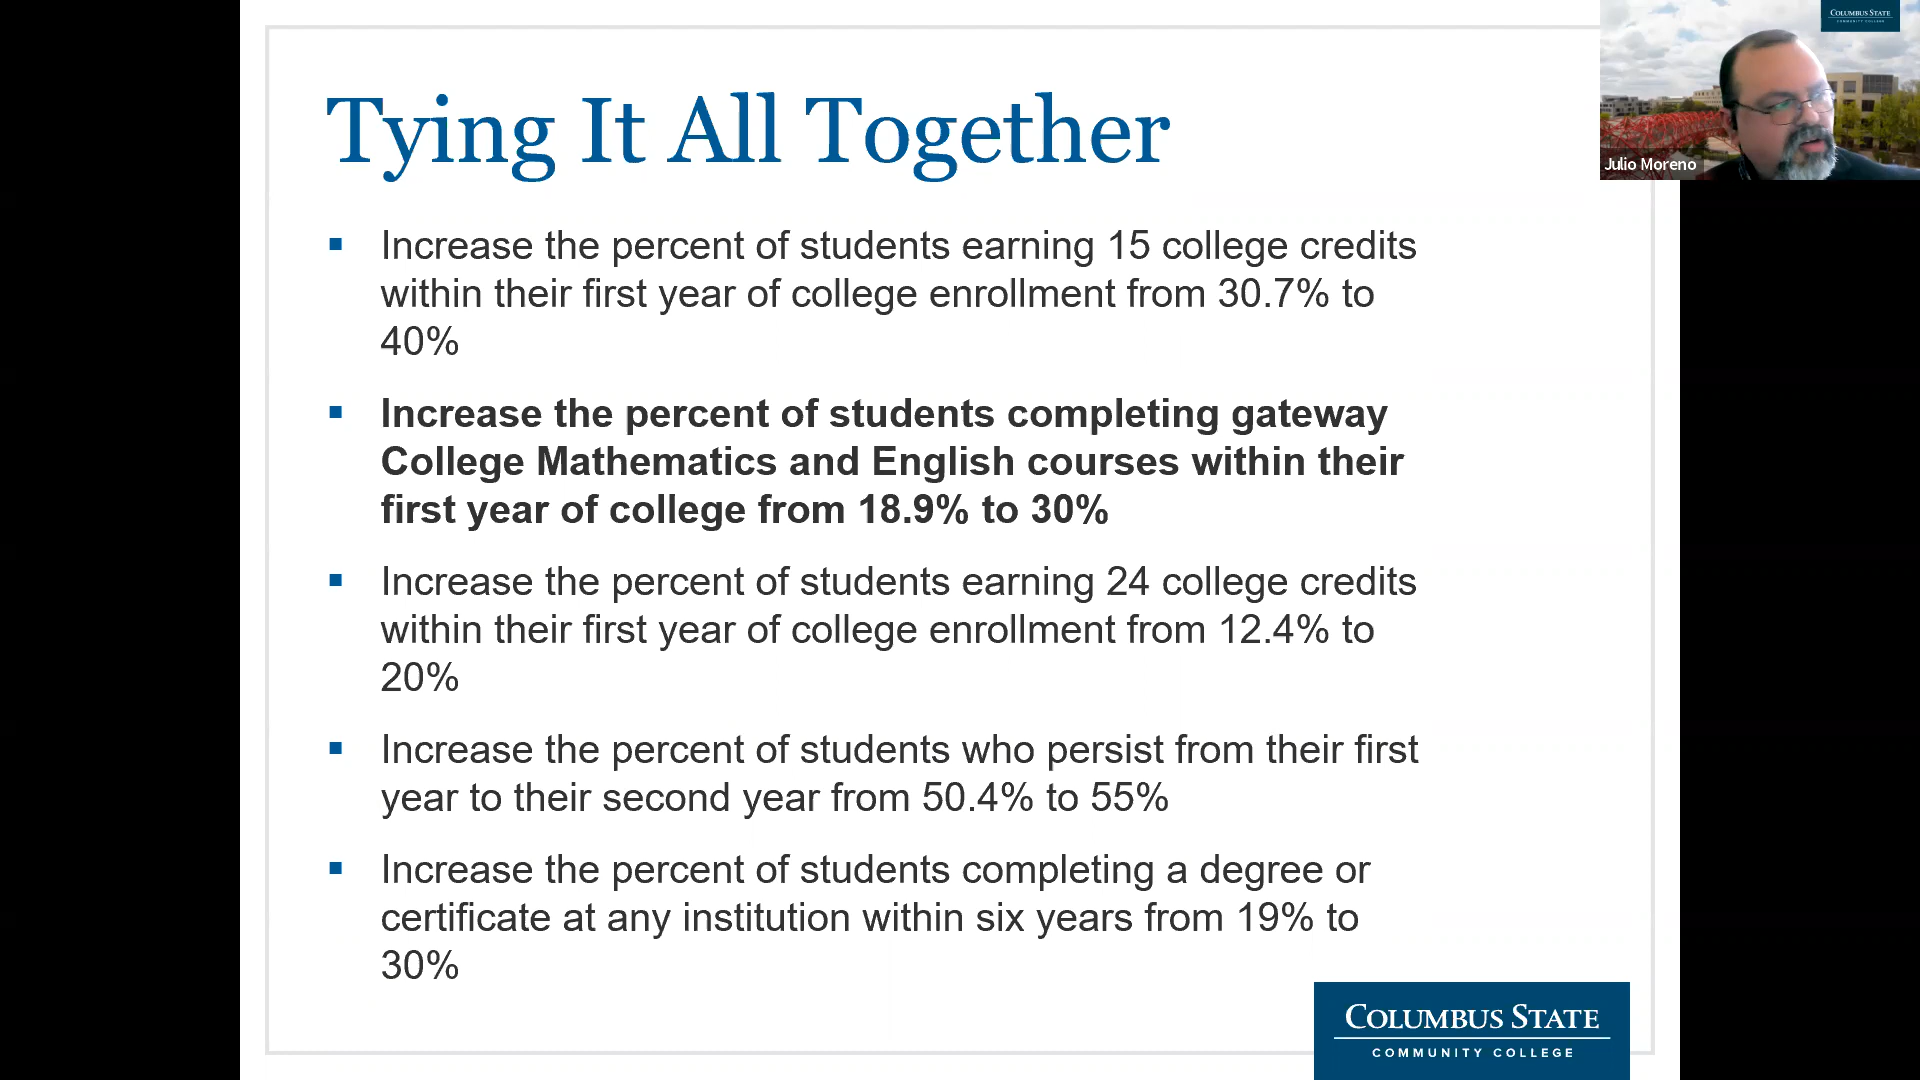 Tying It All Together
▪ Increase the percent of students earning 15 college credits
within their first year of college enrollment from 30.7% to
40%
▪ Increase the percent of students completing gateway
College Mathematics and English courses within their
first year of college from 18.9% to 30%
▪ Increase the percent of students earning 24 college credits
within their first year of college enrollment from 12.4% to
20%
▪ Increase the percent of students who persist from their first
year to their second year from 50.4% to 55%
▪ Increase the percent of students completing a degree or
certificate at any institution within six years from 19% to
30%
COLUMBUS STATE
COMMUNITY COLLEGE
COLUMBUS STATE
COMMUNITY COLLEGE
Julio Moreno